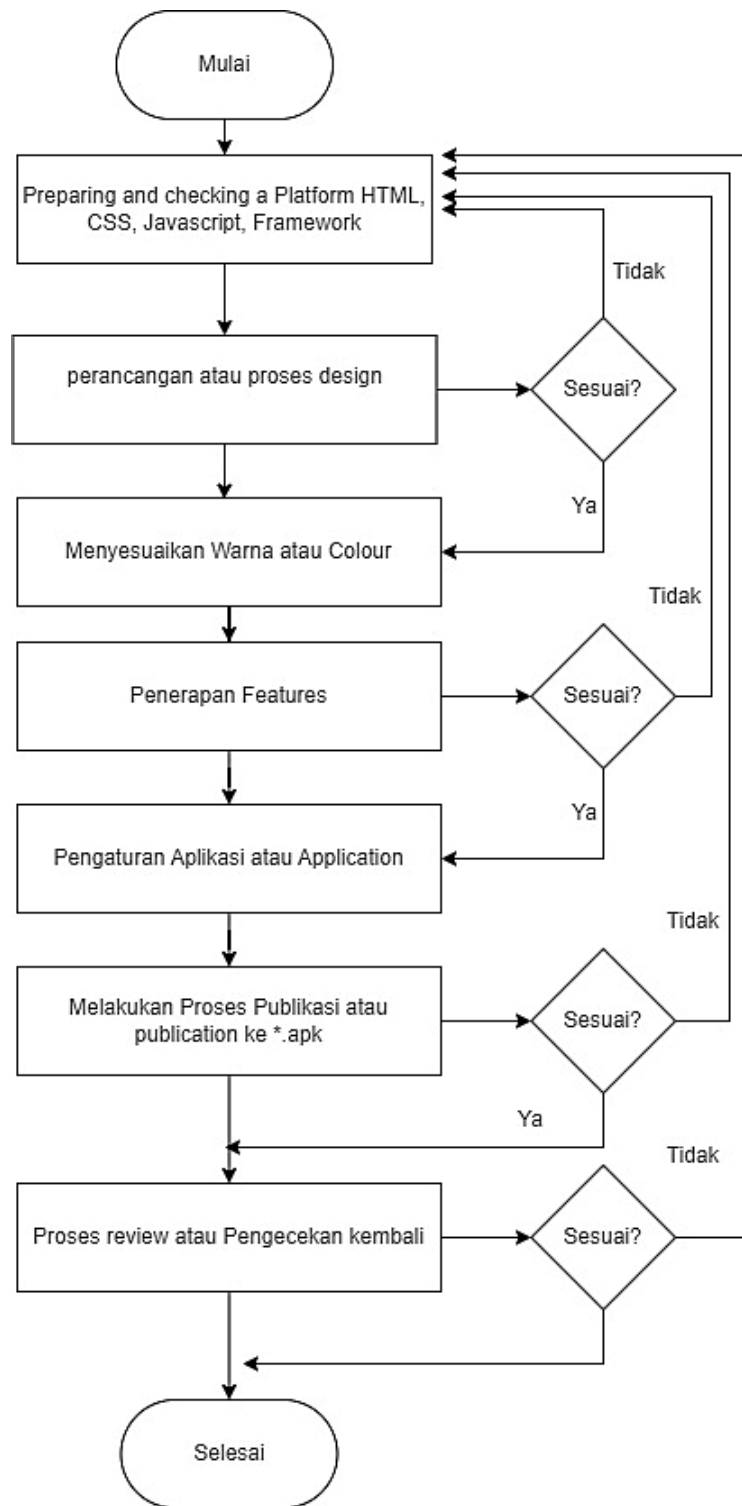 Mulai
Preparing and checking a Platform HTML,
CSS, Javascript, Framework
Tidak
perancangan atau proses design
Sesuai?
Ya
Menyesuaikan Warna atau Colour
Tidak
Penerapan Features
Sesuai?
Ya
Pengaturan Aplikasi atau Application
Tidak
Melakukan Proses Publikasi atau
publication ke *.apk
Sesuai?
Ya
Tidak
Proses review atau Pengecekan kembali
Sesuai?
Selesai